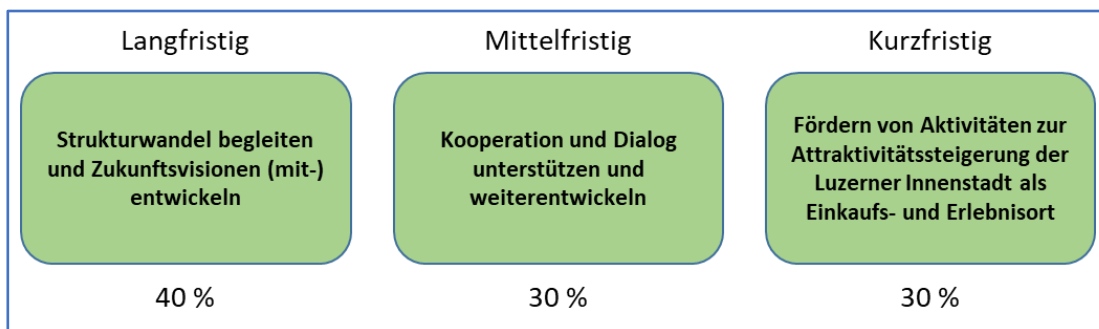 Langfristig
Strukturwandel begleiten
und Zukunftsvisionen (mit-)
entwickeln
40 %
Mittelfristig
Kooperation und Dialog
unterstützen und
weiterentwickeln
30 %
Kurzfristig
Fördern von Aktivitäten zur
Attraktivitätssteigerung der
Luzerner Innenstadt als
Einkaufs- und Erlebnisort
30 %